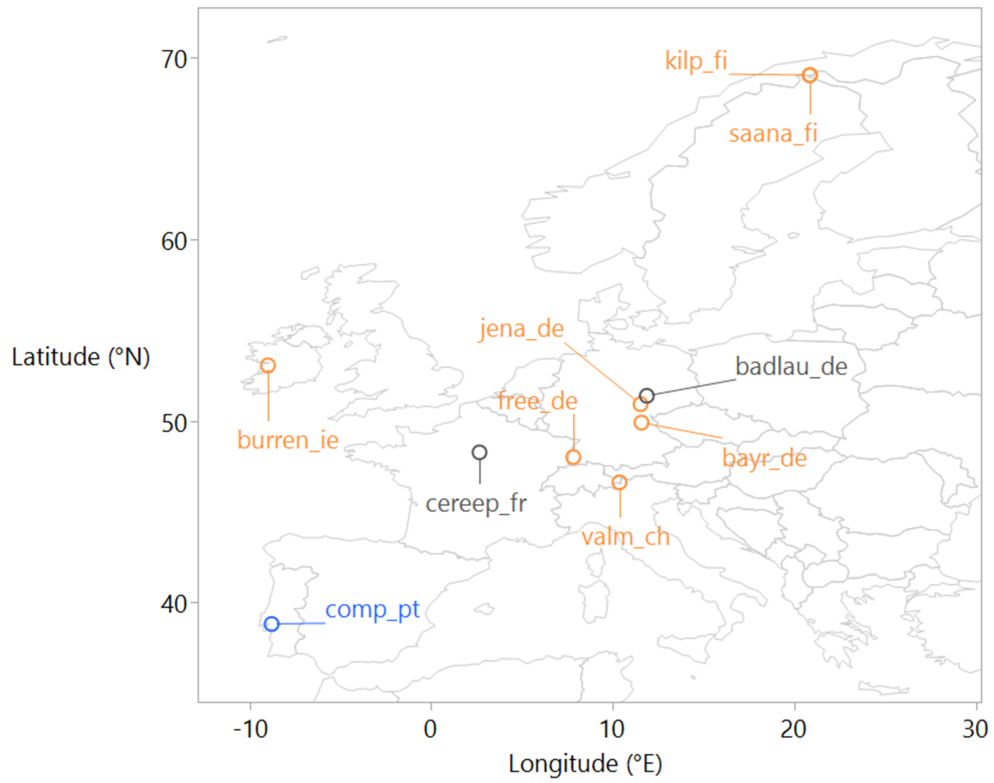 70
kilp_fi
saana_fi
60
jena_de
Latitude (°N)
badlau_de
free_de
50
burren_ie
bayr_de
cereep_fr
valm_ch
40
comp_pt
-10 0 10 20 30
Longitude (°E)